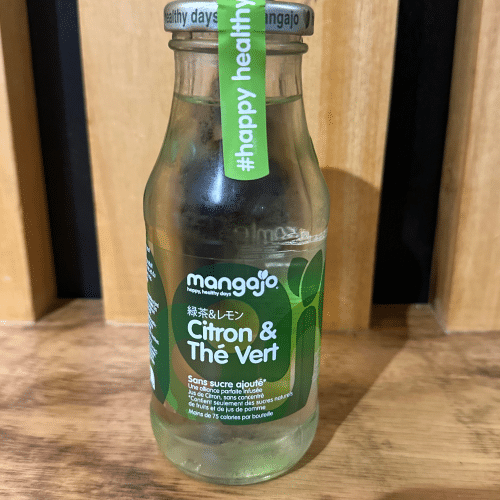 healthy days
mangajo
#happy healthy
mangajo
happy, healthy days
緑茶&レモン
Citron &
Thé Vert
Sans sucre ajouté*
Une alliance parfaite infusée
jus de Citron, sans concentré
*Contient seulement des sucres naturels
de fruits et de jus de pomme
Moins de 75 calories par bouteille